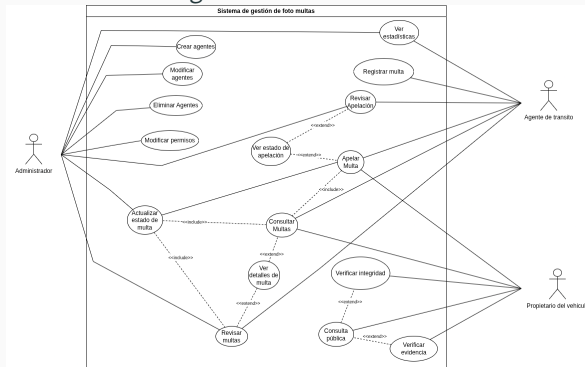 Sistema de gestión de foto multas
Ver
estadísticas
Crear agentes
Modificar
agentes
Registrar multa
Eliminar Agentes
Revisar
Apelación
Agente de transito
<<extend>>
Modificar permisos
Ver estado de
apelación
<<extend>>
Apelar
Multa
Administrador
<<include>>
Actualizar
estado de
multa
<<include>>
Consultar
Multas
<<include>>
<<extend>>
Ver
detalles de
multa
Verificar integridad
<<extend>>
<<extend>>
Propietario del vehicul
Revisar
multas
Consulta
pública
<<extend>>
Verificar
evidencia